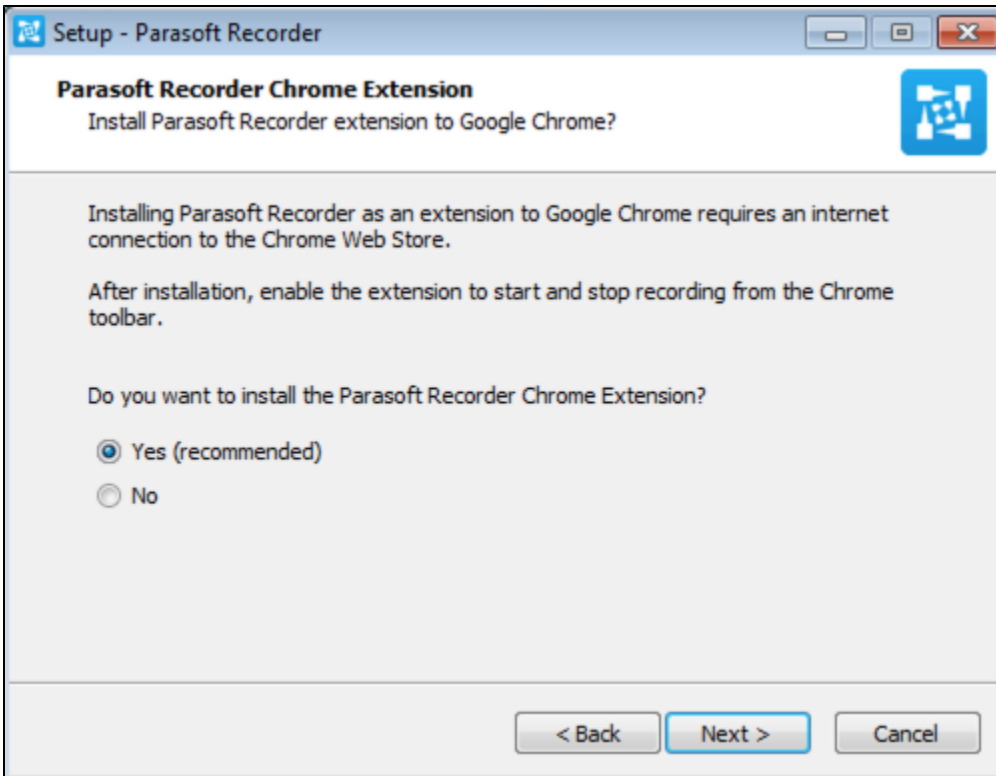 Setup - Parasoft Recorder
Parasoft Recorder Chrome Extension
Install Parasoft Recorder extension to Google Chrome?
Installing Parasoft Recorder as an extension to Google Chrome requires an internet
connection to the Chrome Web Store.
After installation, enable the extension to start and stop recording from the Chrome
toolbar.
Do you want to install the Parasoft Recorder Chrome Extension?
Yes (recommended)
No
< Back
Next >
Cancel